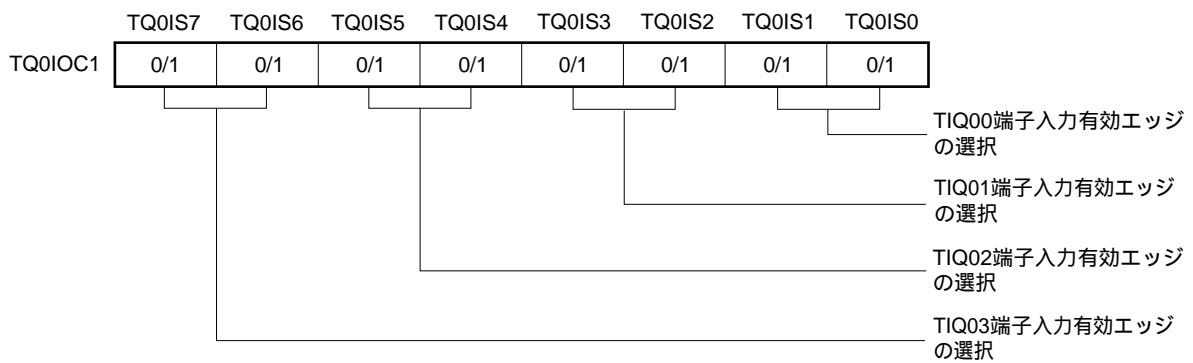 TQ0IS7 TQ0IS6 TQ0IS5 TQ0IS4 TQ0IS3 TQ0IS2 TQ0IS1 TQ0IS0
TQ0IOC1 0/1 0/1 0/1 0/1 0/1 0/1 0/1 0/1
TIQ00端子入力有効エッジ
の選択
TIQ01端子入力有効エッジ
の選択
TIQ02端子入力有効エッジ
の選択
TIQ03端子入力有効エッジ
の選択